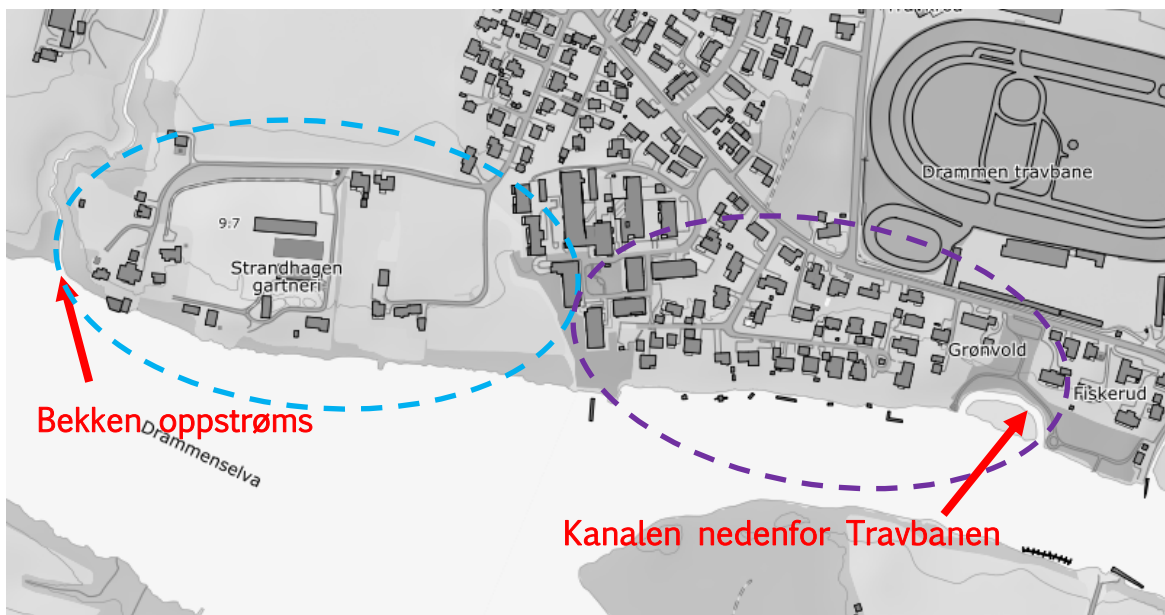 Drammen travbane
9.7
Strandhagen
gartneri
Grønvold
Fiskerud
Bekken oppstrøms
Drammenselva
Kanalen nedenfor Travbanen